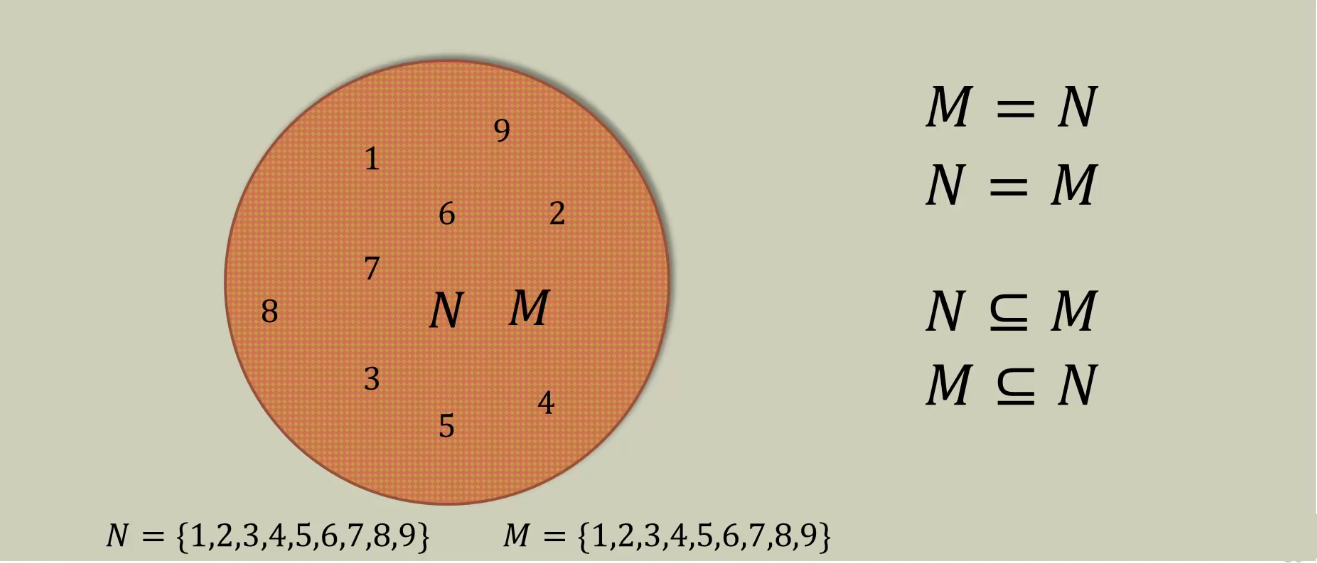 9
1
6 2
7
8
N M
3
4
5
M = N
N = M
N ⊆ M
M ⊆ N
N = {1,2,3,4,5,6,7,8,9} M = {1,2,3,4,5,6,7,8,9}